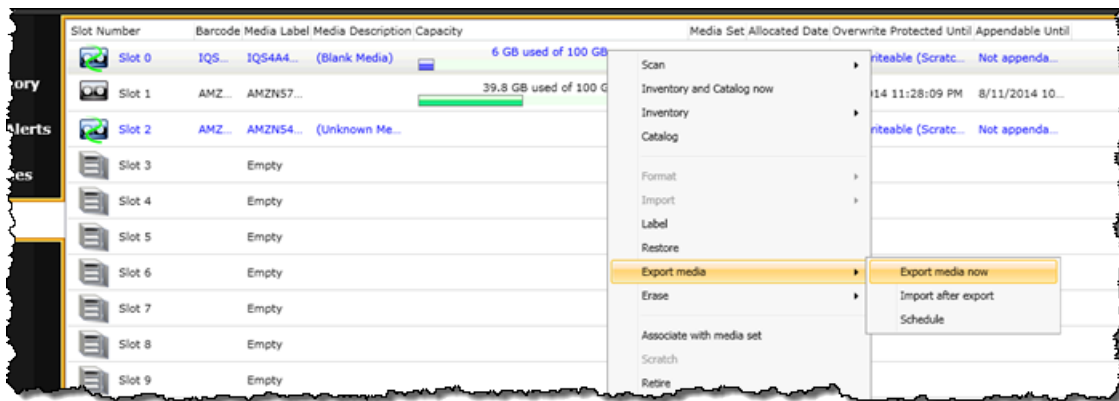 Slot Number Barcode Media Label Media Description Capacity Media Set Allocated Date Overwrite Protected Until Appendable Until
Slot 0 IQS... IQS4A4... (Blank Media) 6 GB used of 100 GB riteable (Scratc... Not appenda...
Scan
ory
Slot 1 AMZ... AMZN57... 39.8 GB used of 100 G 14 11:28:09 PM 8/11/2014 10...
Inventory and Catalog now
Inventory
Alerts
Slot 2 AMZ... AMZN54... (Unknown Me... riteable (Scratc... Not appenda...
Catalog
es
Slot 3 Empty
Format
Slot 4 Empty
Import
Label
Slot 5 Empty
Restore
Slot 6 Empty
Export media Export media now
Erase Import after export
Slot 7 Empty
Schedule
Associate with media set
Slot 8 Empty
Scratch
Slot 9 Empty
Retire